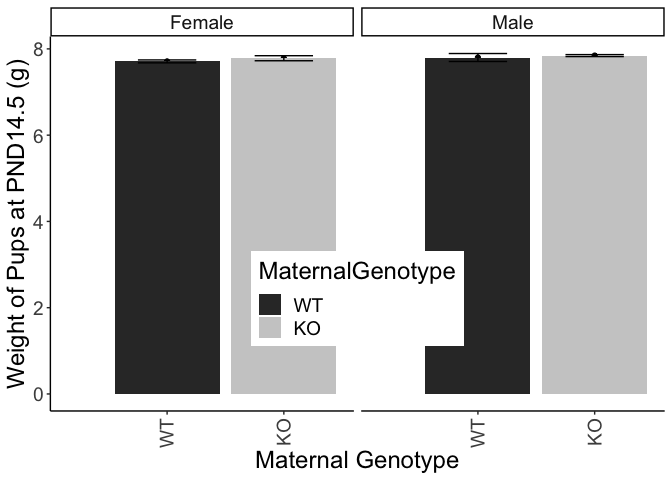 Female
Male
Weight of Pups at PND14.5 (g)
8
6
4
2
0
MaternalGenotype
WT
KO
WT
KO
WT
KO
Maternal Genotype